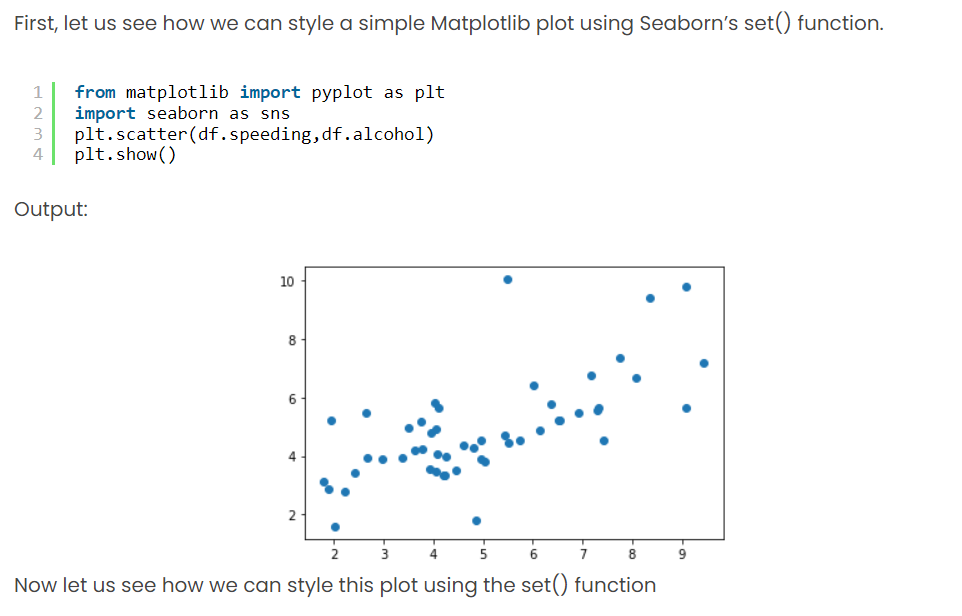 First, let us see how we can style a simple Matplotlib plot using Seaborn’s set() function.
1 from matplotlib import pyplot as plt
2 import seaborn as sns
3 plt.scatter(df.speeding,df.alcohol)
4 plt.show()
Output:
10
8
6
4
2
2 3 4 5 6 7 8 9
Now let us see how we can style this plot using the set() function